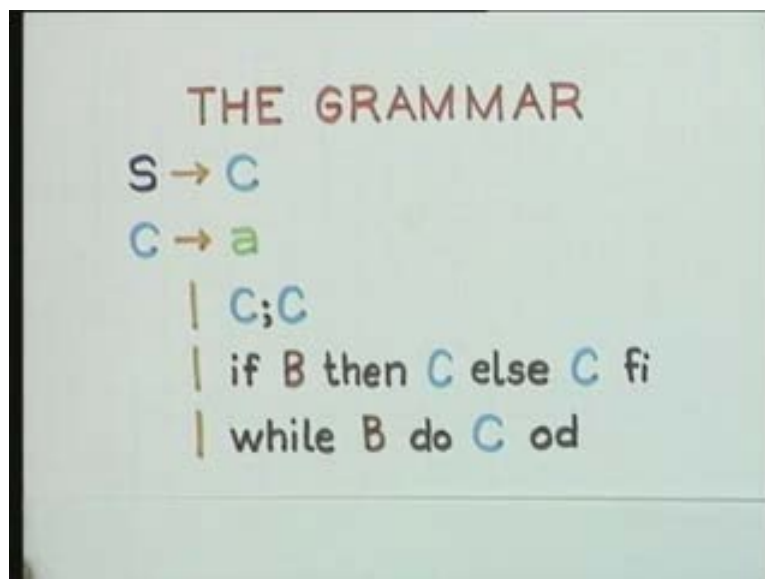 THE GRAMMAR
S → C
C → a
| C;C
| if B then C else C fi
| while B do C od